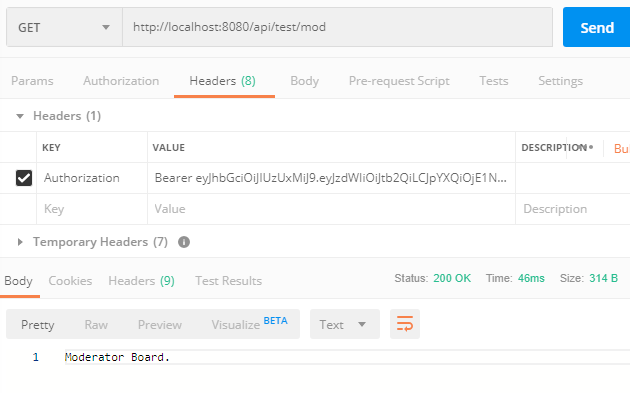 GET http://localhost:8080/api/test/mod Send
Params Authorization Headers (8) Body Pre-request Script Tests Settings
Headers (1)
KEY VALUE DESCRIPTION ••• Bu
Authorization Bearer eyJhbGciOiJIUzUxMiJ9.eyJzdWIiOiJtb2QiLCJpYXQiOjE1N...
Key Value Description
Temporary Headers (7) i
Body Cookies Headers (9) Test Results Status: 200 OK Time: 46ms Size: 314 B
Pretty Raw Preview Visualize BETA Text
1 Moderator Board.